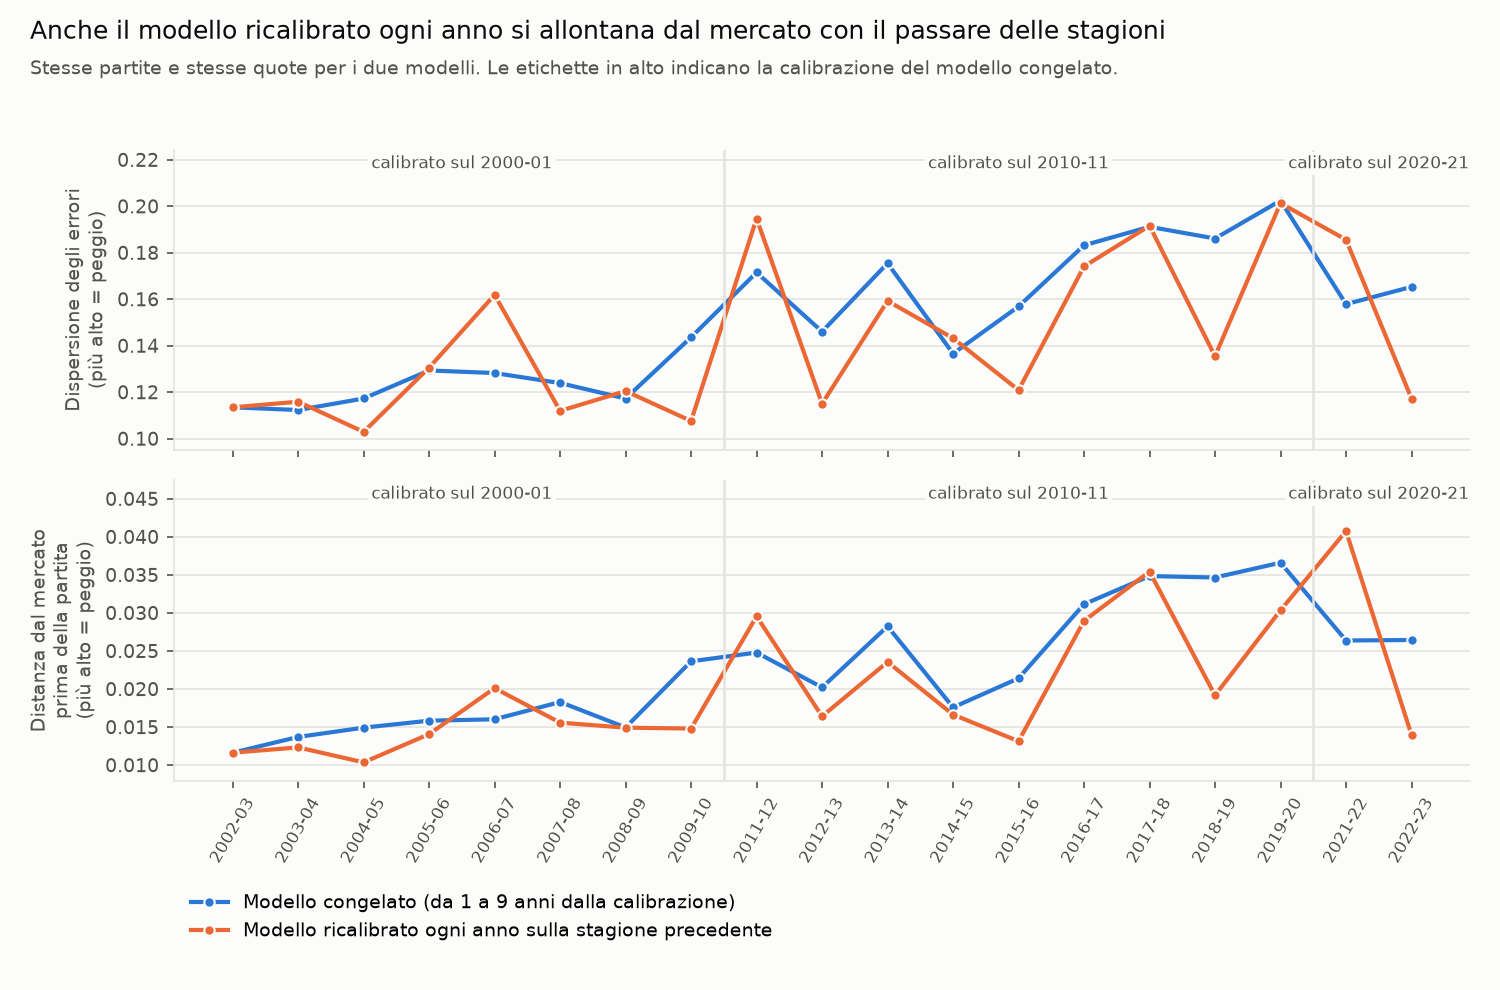 Anche il modello ricalibrato ogni anno si allontana dal mercato con il passare delle stagioni
Stesse partite e stesse quote per i due modelli. Le etichette in alto indicano la calibrazione del modello congelato.
calibrato sul 2000-01
calibrato sul 2010-11
calibrato sul 2020-21
Dispersione degli errori
(più alto = peggio)
0.22
0.20
0.18
0.16
0.14
0.12
0.10
calibrato sul 2000-01
calibrato sul 2010-11
calibrato sul 2020-21
Distanza dal mercato
prima della partita
(più alto = peggio)
0.045
0.040
0.035
0.030
0.025
0.020
0.015
0.010
2002-03
2003-04
2004-05
2005-06
2006-07
2007-08
2008-09
2009-10
2011-12
2012-13
2013-14
2014-15
2015-16
2016-17
2017-18
2018-19
2019-20
2021-22
2022-23
Modello congelato (da 1 a 9 anni dalla calibrazione)
Modello ricalibrato ogni anno sulla stagione precedente